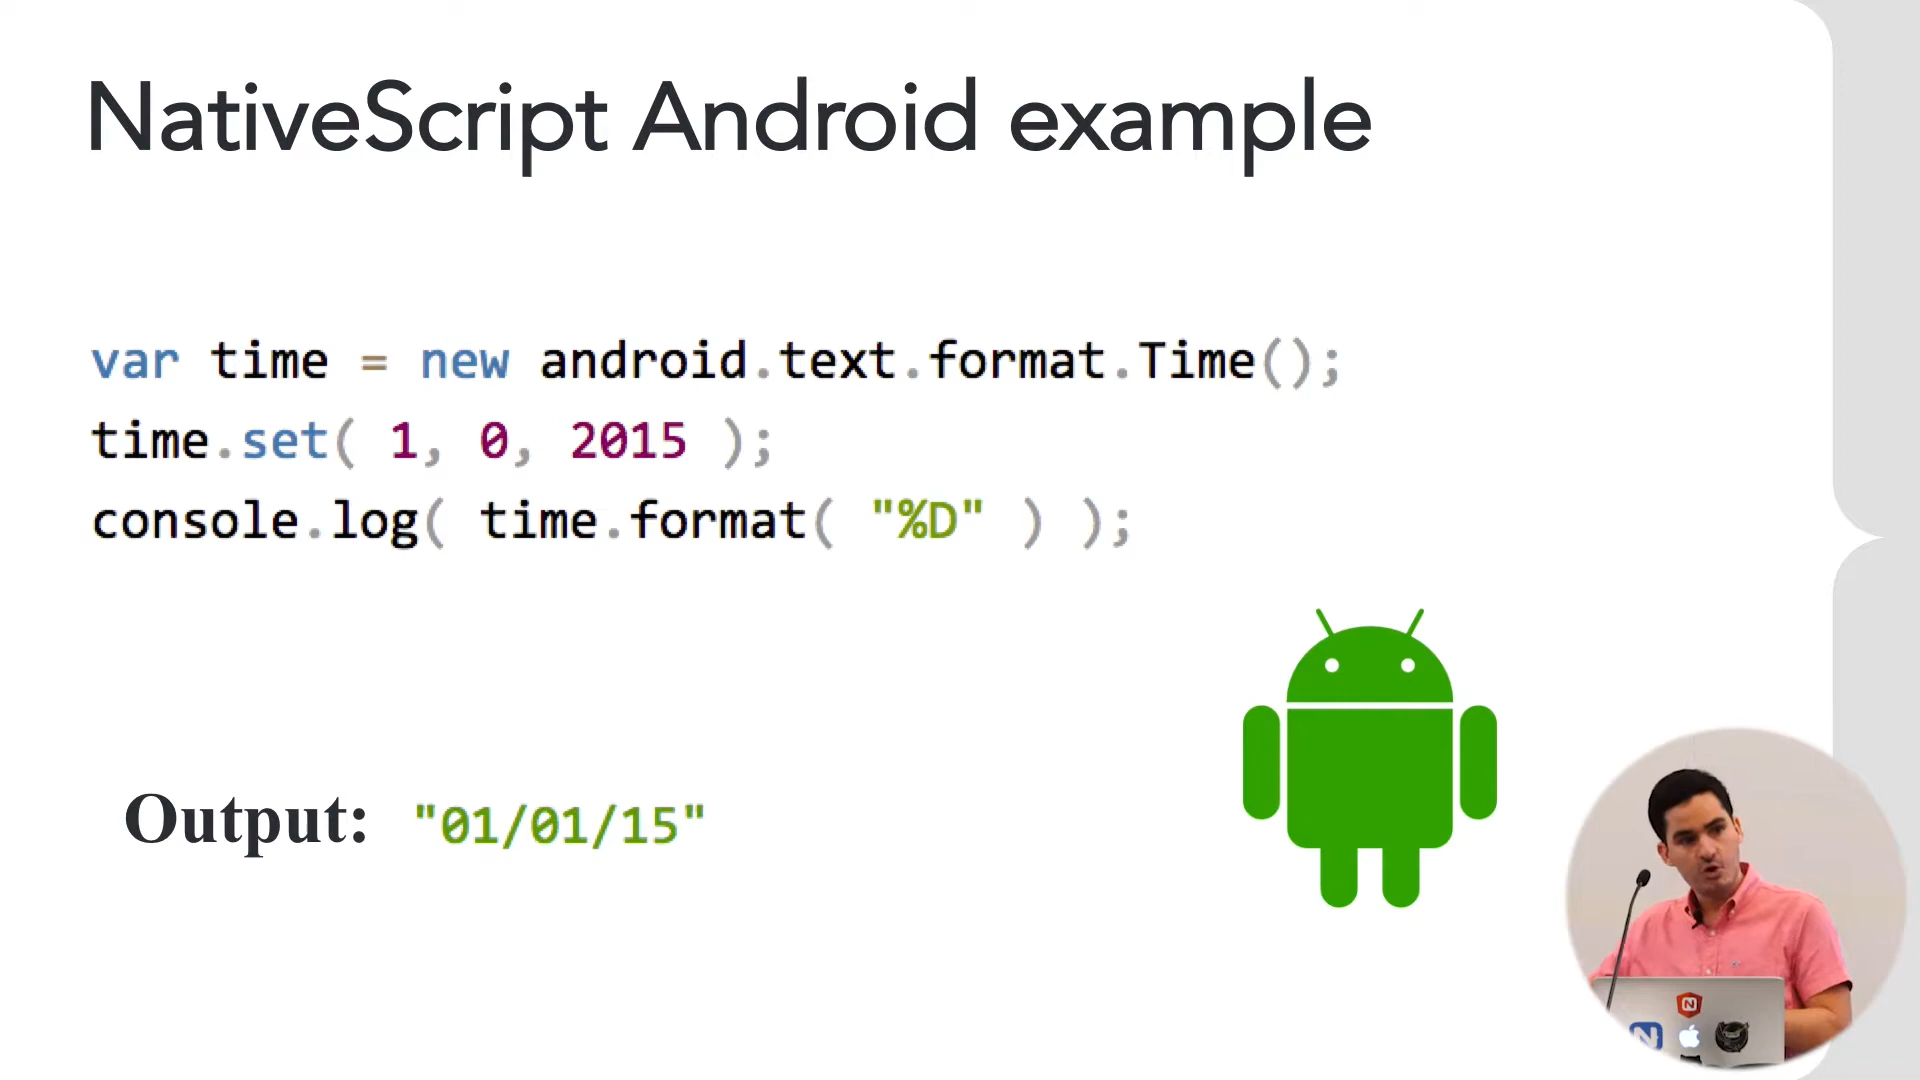 NativeScript Android example
var time = new android.text.format.Time();
time.set( 1, 0, 2015 );
console.log( time.format( "%D" ) );
Output: "01/01/15"
N
N